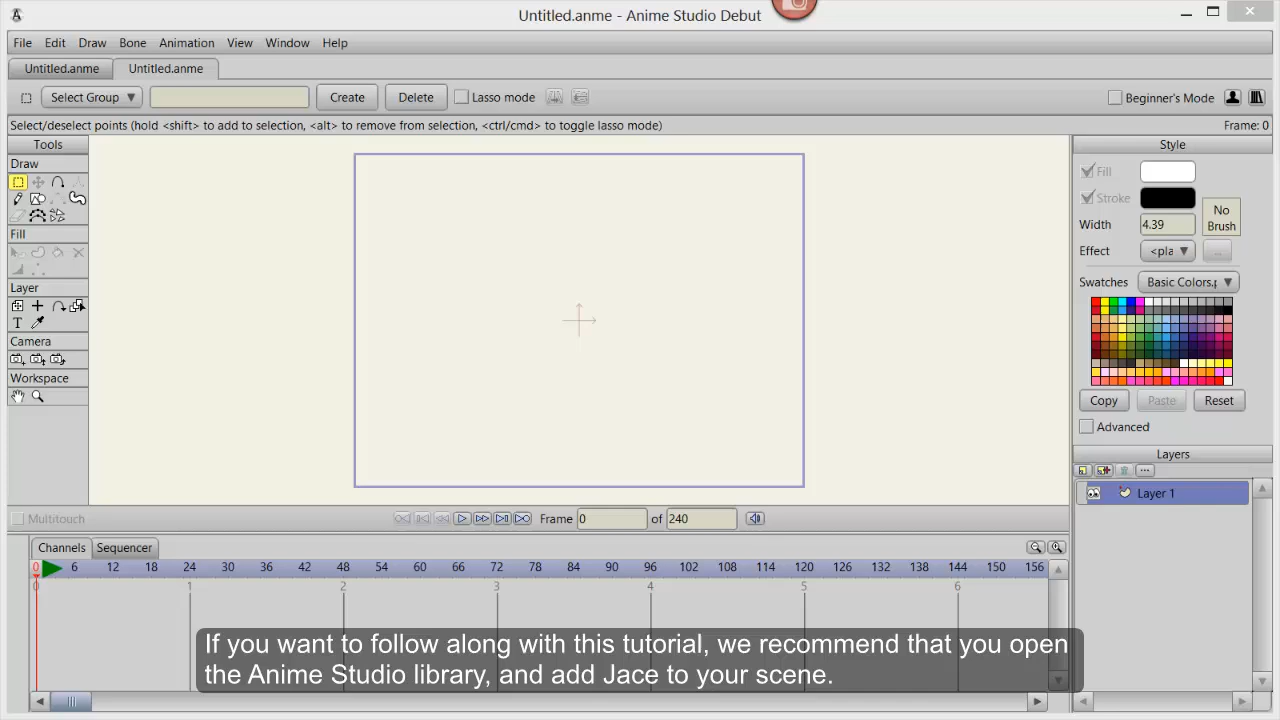 Untitled.anme - Anime Studio Debut
File Edit Draw Bone Animation View Window Help
Untitled.anme Untitled.anme
Select Group Create Delete Lasso mode Beginner's Mode
Select/deselect points (hold <shift> to add to selection, <alt> to remove from selection, <ctrl/cmd> to toggle lasso mode) Frame: 0
Tools
Draw
Fill
Layer
T
Camera
Workspace
Style
Fill
Stroke
Width 4.39
No
Brush
Effect <pla ...
Swatches Basic Colors.p
Copy Paste Reset
Advanced
Layers
...
Layer 1
Multitouch Frame 0 of 240
Channels Sequencer
0 6 12 18 24 30 36 42 48 54 60 66 72 78 84 90 96 102 108 114 120 126 132 138 144 150 156
0 1 2 3 4 5 6
If you want to follow along with this tutorial, we recommend that you open
the Anime Studio library, and add Jace to your scene.